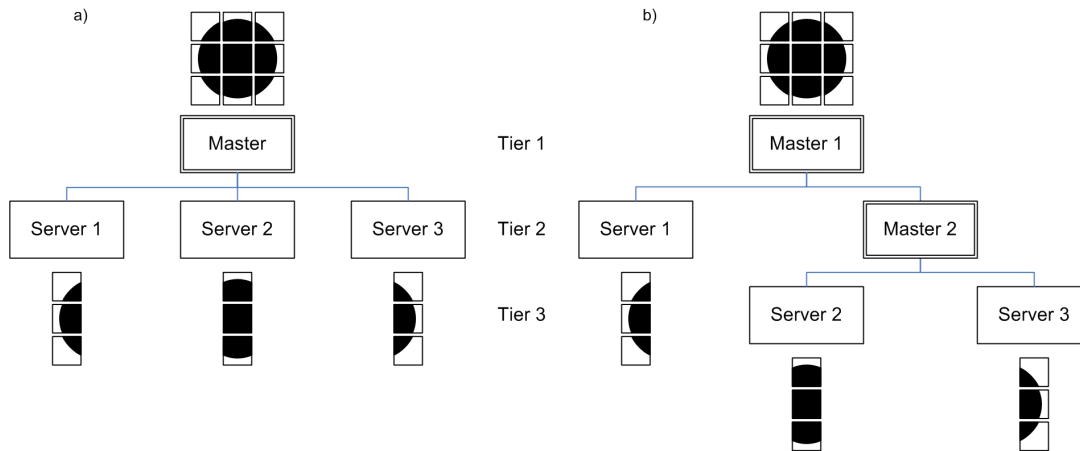 a)
b)
Master
Tier 1
Master 1
Server 1
Server 2
Server 3
Tier 2
Server 1
Master 2
Tier 3
Server 2
Server 3